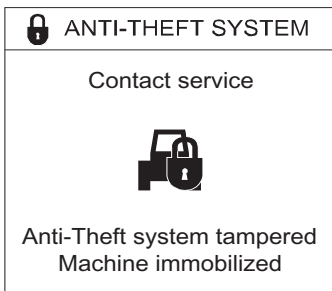 ANTI-THEFT SYSTEM
Contact service
Anti-Theft system tampered
Machine immobilized